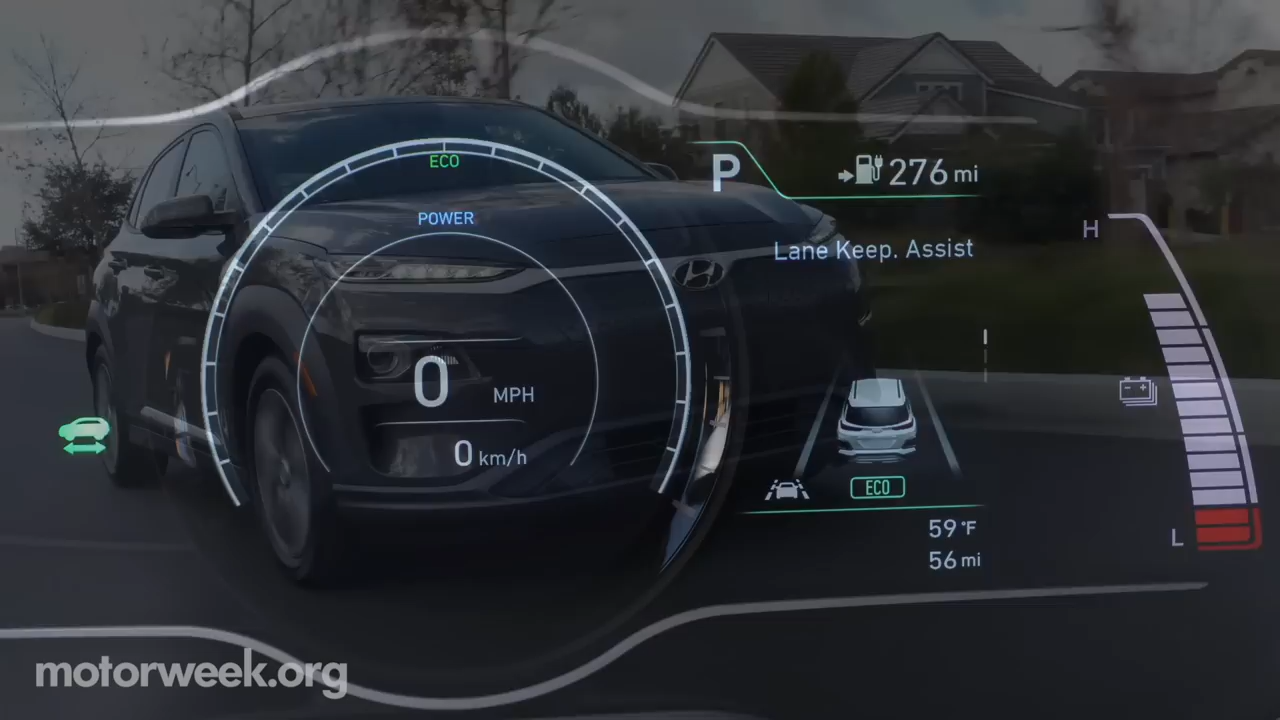 ECO
POWER
0 MPH
0 km/h
P
276 mi
Lane Keep. Assist
H
ECO
59 °F
56 mi
L
motorweek.org